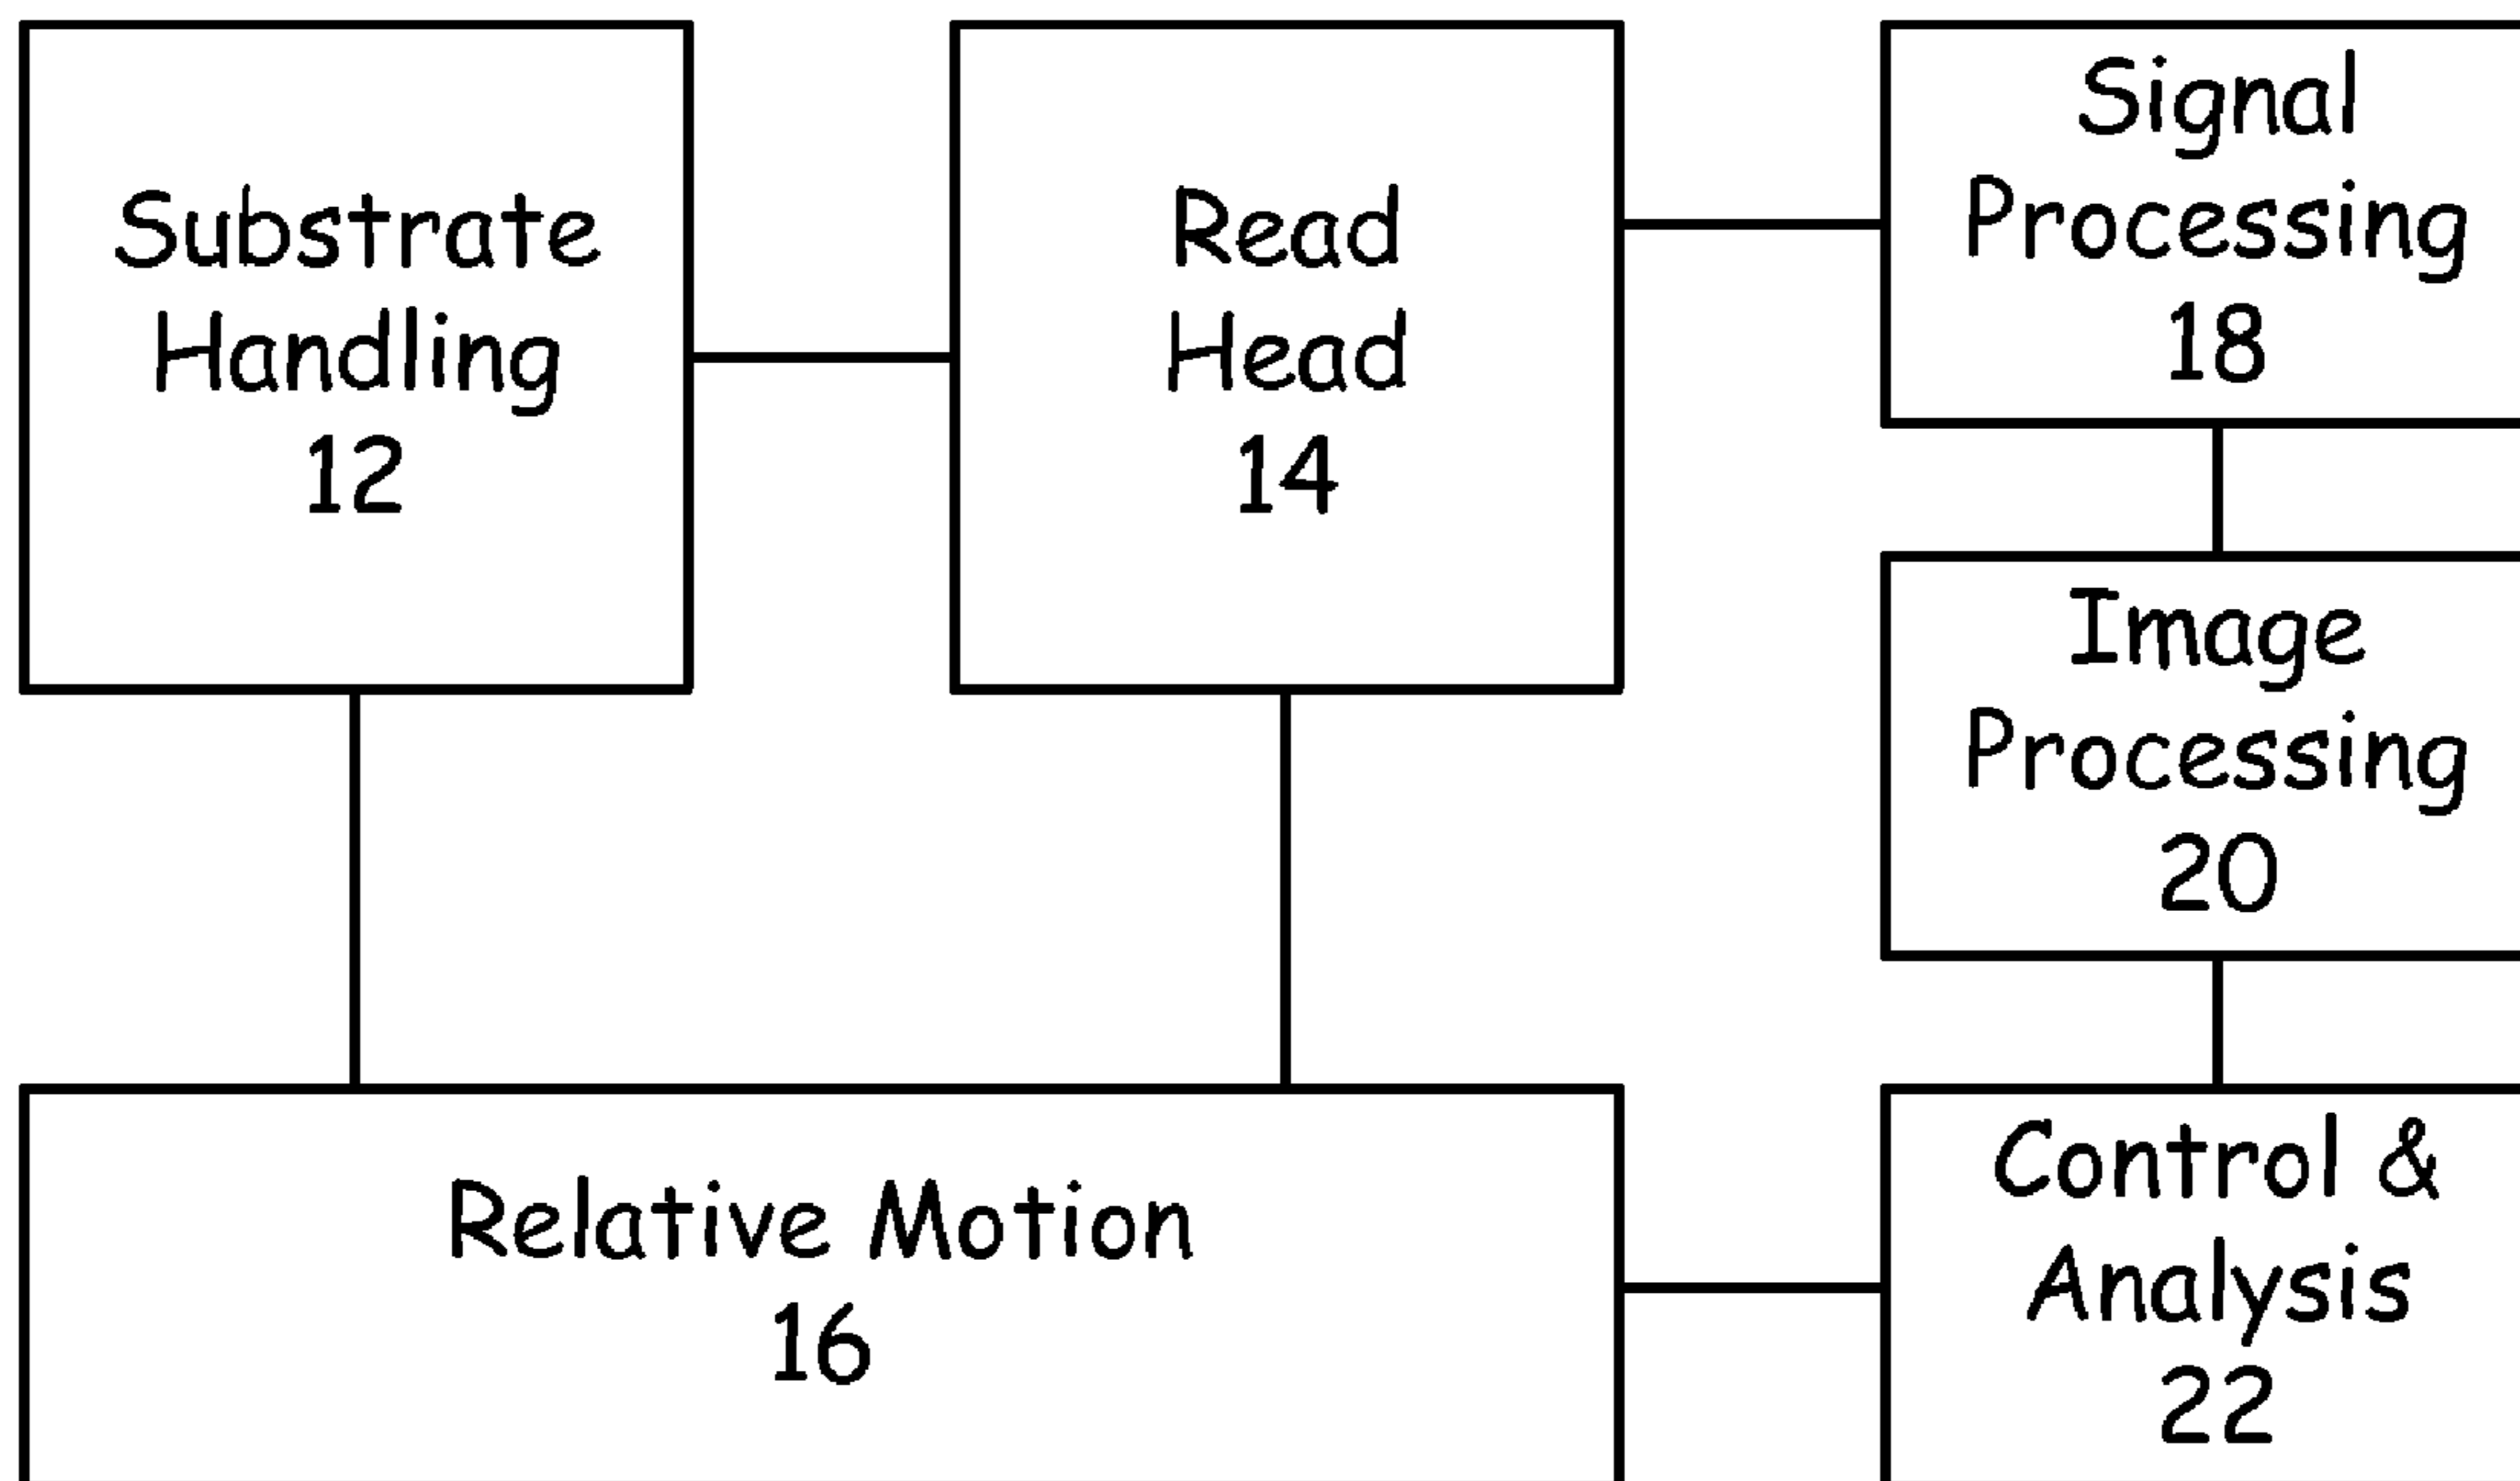 Substrate
Handling
12
Read
Head
14
Signal
Processing
18
Image
Processing
20
Relative Motion
16
Control &
Analysis
22